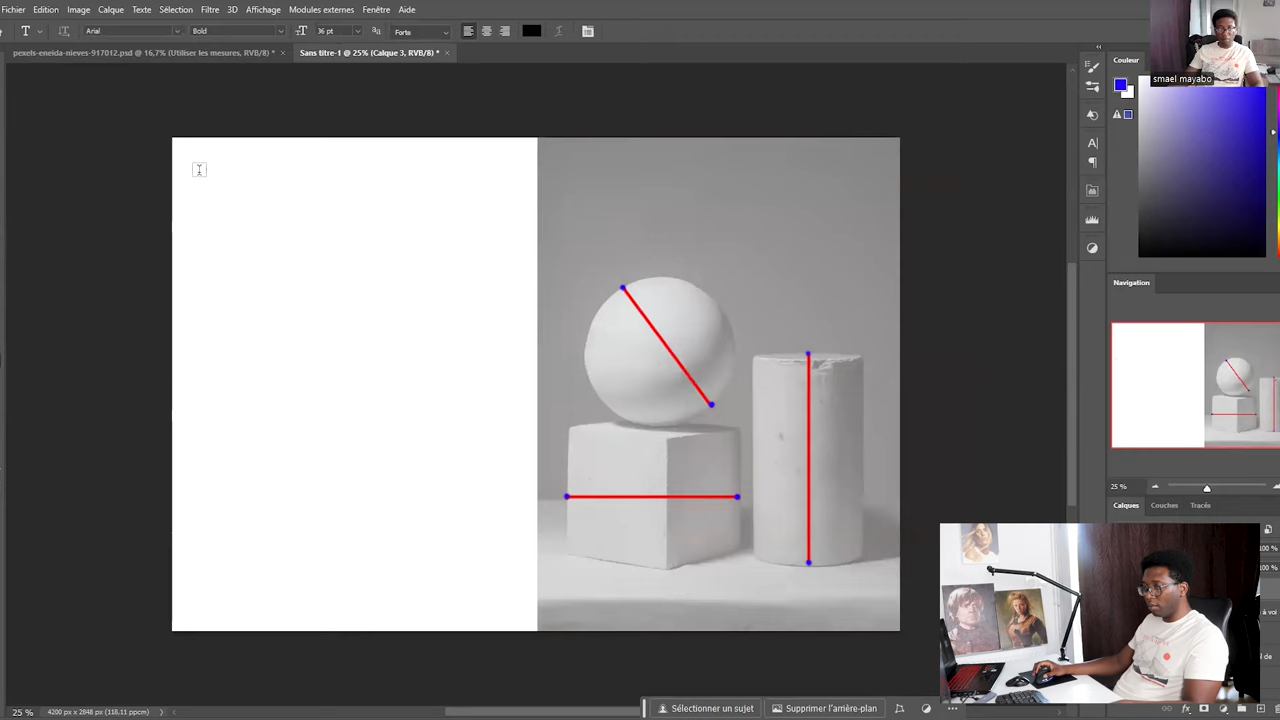 Fichier Edition Image Calque Texte Sélection Filtre 3D Affichage Modules externes Fenêtre Aide
T Arial Bold 36 pt Forte
pexels-eneida-nieves-917012.psd @ 16,7% (Utiliser les mesures, RVB/8) * × Sans titre-1 @ 25% (Calque 3, RVB/8) * ×
Couleur
smael mayabo
Navigation
25 %
Calques Couches Tracés
100 %
100 %
à voi
l de
25 % 4200 px x 2848 px (118,11 ppcm)
Sélectionner un sujet Supprimer l'arrière-plan
fx